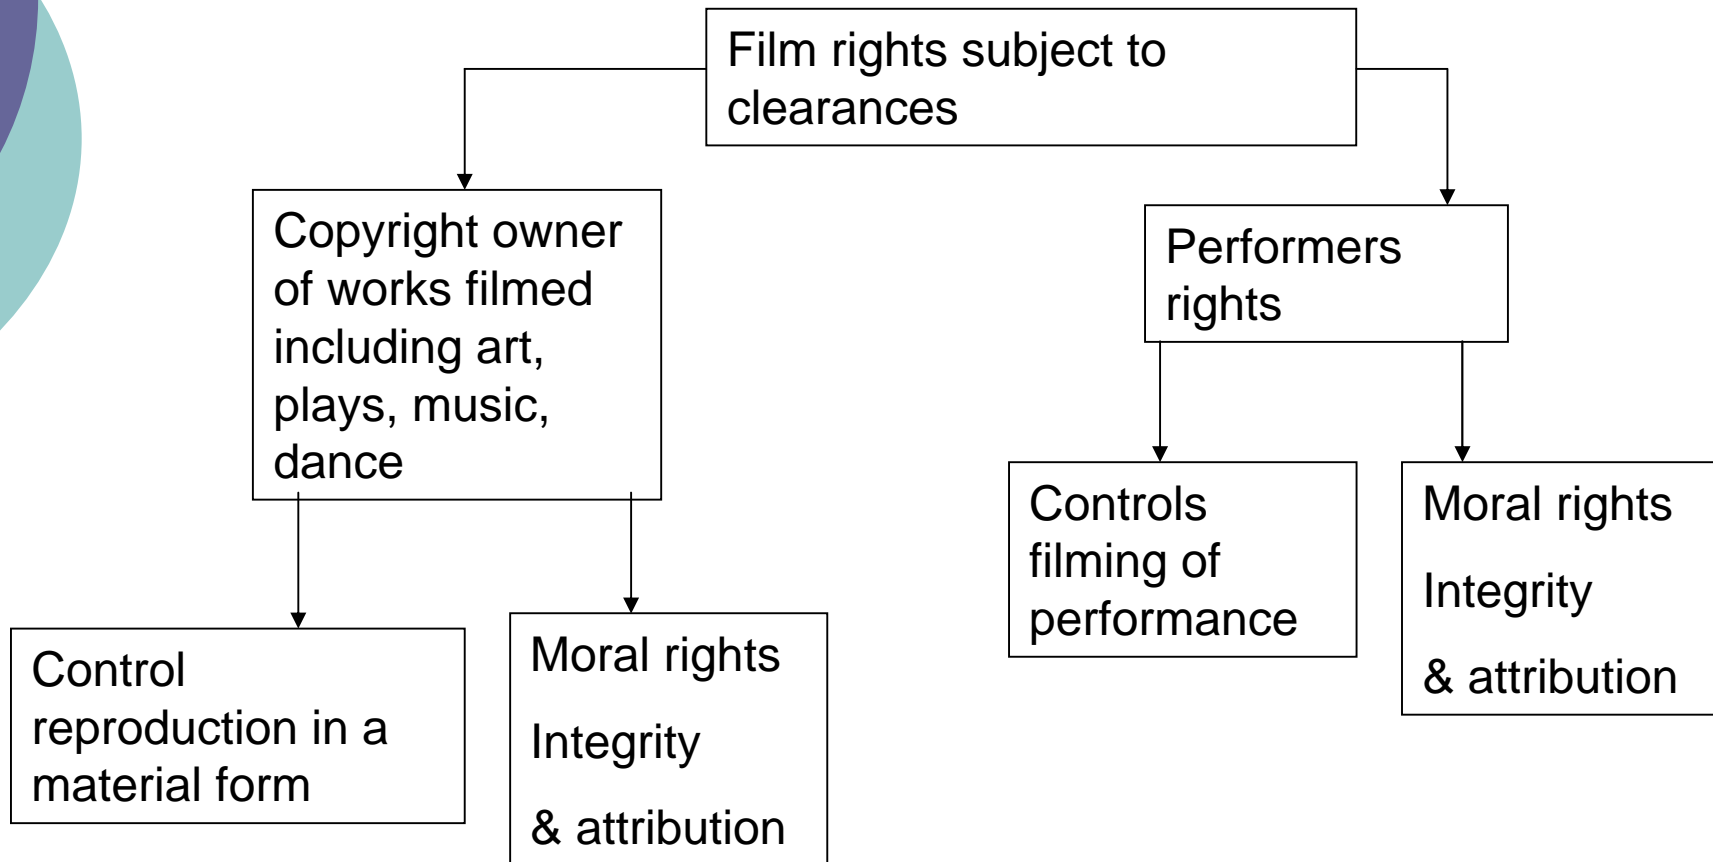 Film rights subject to
clearances
Copyright owner
of works filmed
including art,
plays, music,
dance
Performers
rights
Control
reproduction in a
material form
Moral rights
Integrity
& attribution
Controls
filming of
performance
Moral rights
Integrity
& attribution